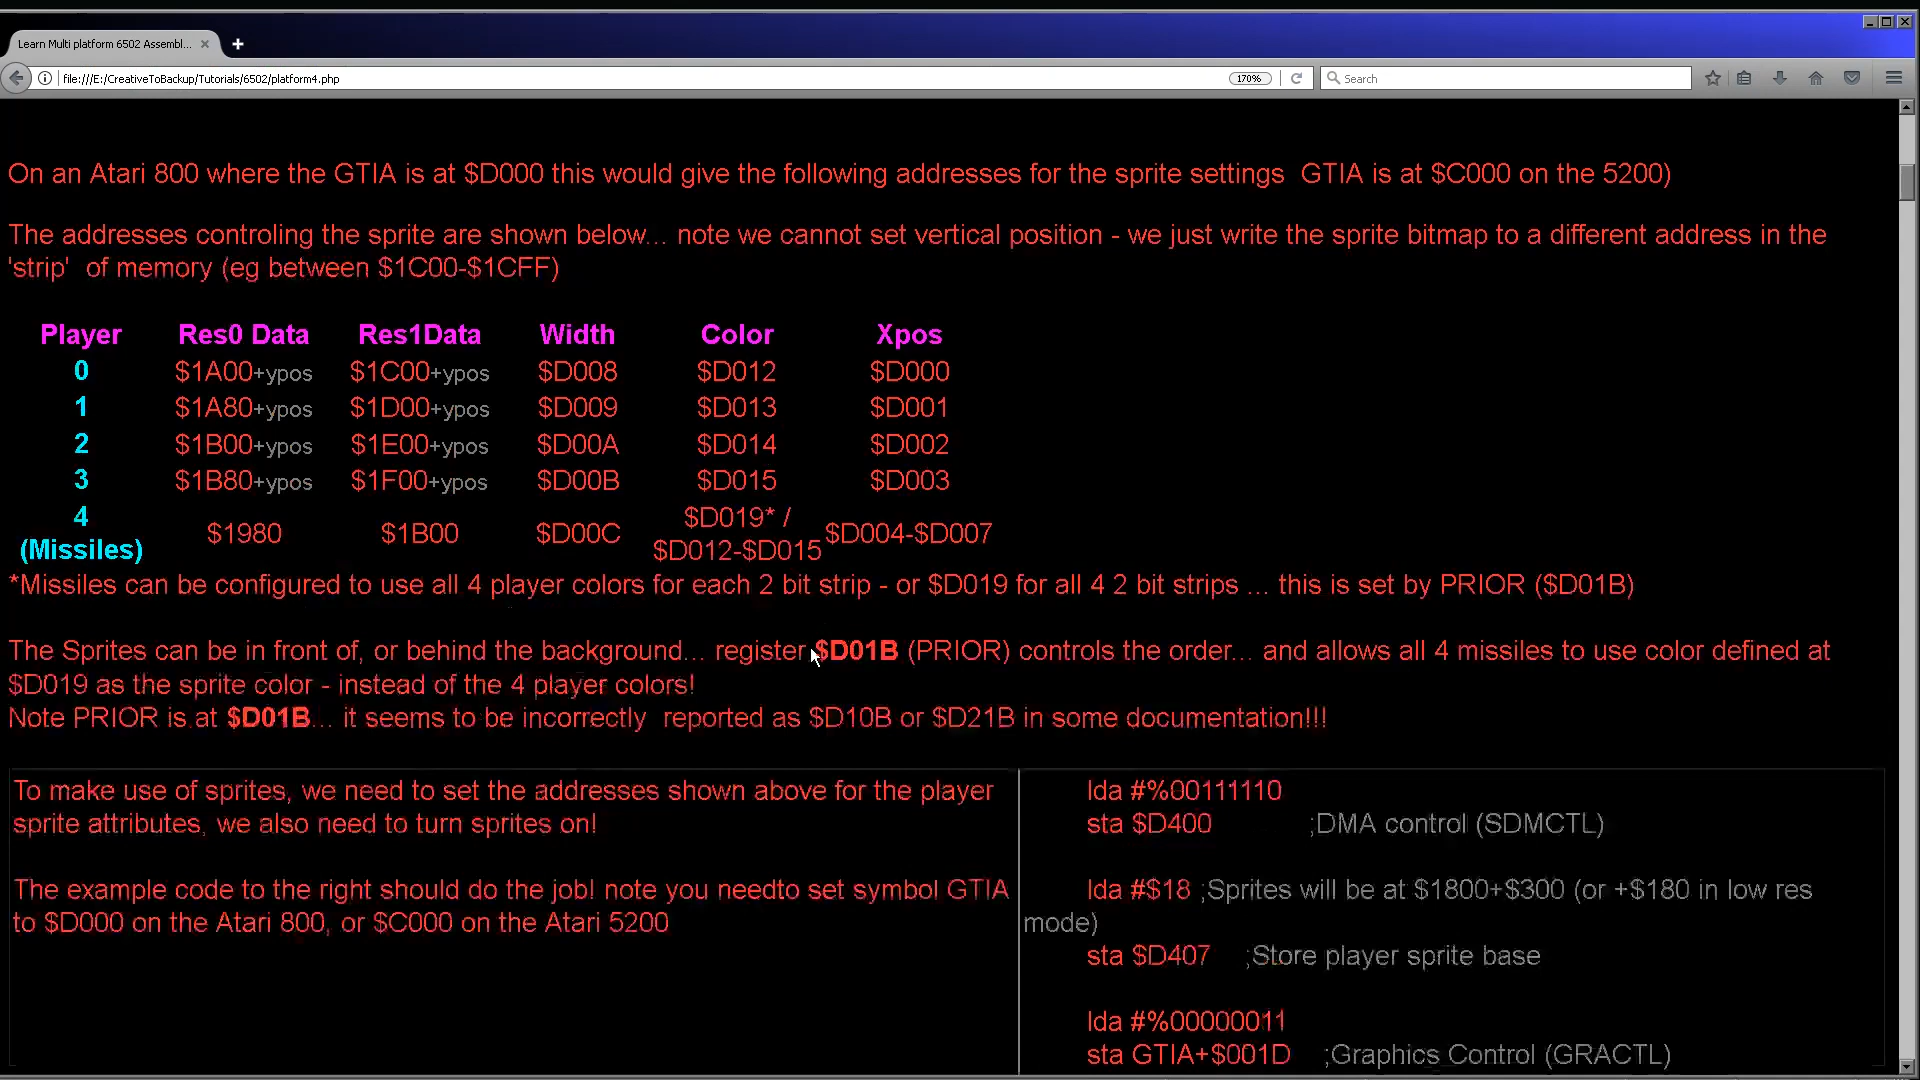 Learn Multi platform 6502 Assembl...
file:///E:/CreativeToBackup/Tutorials/6502/platform4.php
170%
Search
On an Atari 800 where the GTIA is at $D000 this would give the following addresses for the sprite settings  GTIA is at $C000 on the 5200)
The addresses controling the sprite are shown below... note we cannot set vertical position - we just write the sprite bitmap to a different address in the
'strip'  of memory (eg between $1C00-$1CFF)
Player Res0 Data Res1Data Width Color Xpos
0 $1A00+ypos $1C00+ypos $D008 $D012 $D000
1 $1A80+ypos $1D00+ypos $D009 $D013 $D001
2 $1B00+ypos $1E00+ypos $D00A $D014 $D002
3 $1B80+ypos $1F00+ypos $D00B $D015 $D003
4
(Missiles) $1980 $1B00 $D00C $D019* /
$D012-$D015 $D004-$D007
*Missiles can be configured to use all 4 player colors for each 2 bit strip - or $D019 for all 4 2 bit strips ... this is set by PRIOR ($D01B)
The Sprites can be in front of, or behind the background... register $D01B (PRIOR) controls the order... and allows all 4 missiles to use color defined at
$D019 as the sprite color - instead of the 4 player colors!
Note PRIOR is at $D01B... it seems to be incorrectly  reported as $D10B or $D21B in some documentation!!!
To make use of sprites, we need to set the addresses shown above for the player
sprite attributes, we also need to turn sprites on!
The example code to the right should do the job! note you needto set symbol GTIA
to $D000 on the Atari 800, or $C000 on the Atari 5200
lda #%00111110
sta $D400 ;DMA control (SDMCTL)
lda #$18 ;Sprites will be at $1800+$300 (or +$180 in low res
mode)
sta $D407 ;Store player sprite base
lda #%00000011
sta GTIA+$001D ;Graphics Control (GRACTL)